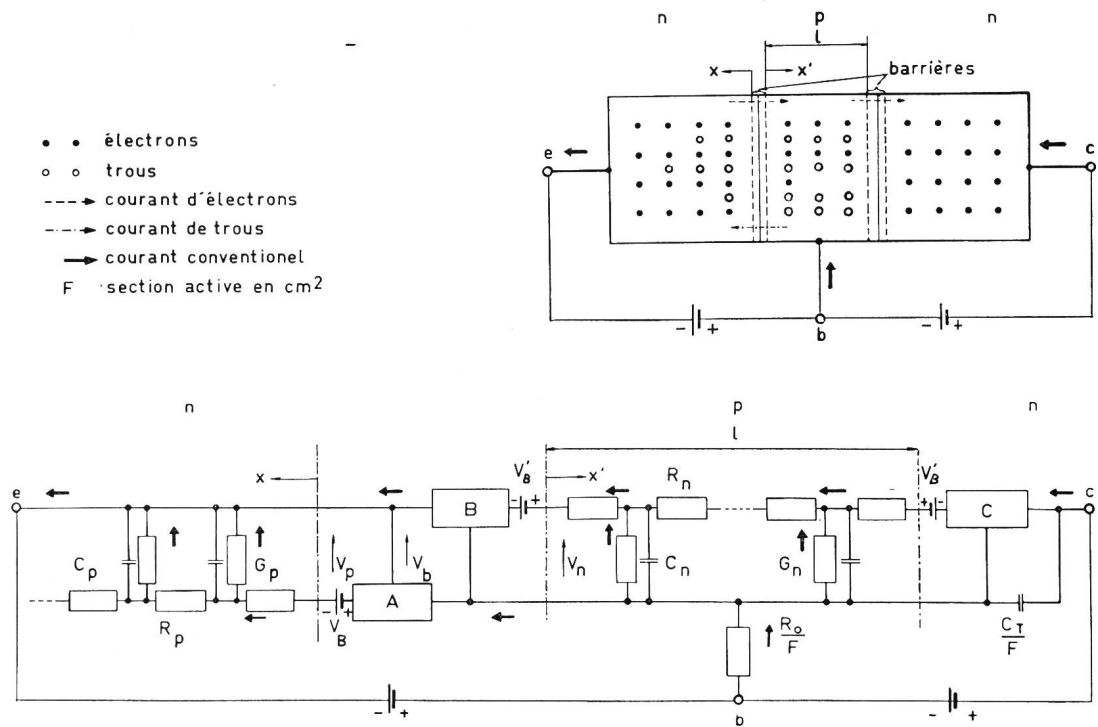 n p n
l
x x' barrières
e c
- + b - +
électrons
trous
courant d'électrons
courant de trous
courant conventionel
F section active en cm²
n p n
l
x V'B x' Rn V'B
e B - + + - C c
Cp Gp Vp Vb Vn Cn Gn
A
Rp - + VB R₀/F CT/F
- + b - +